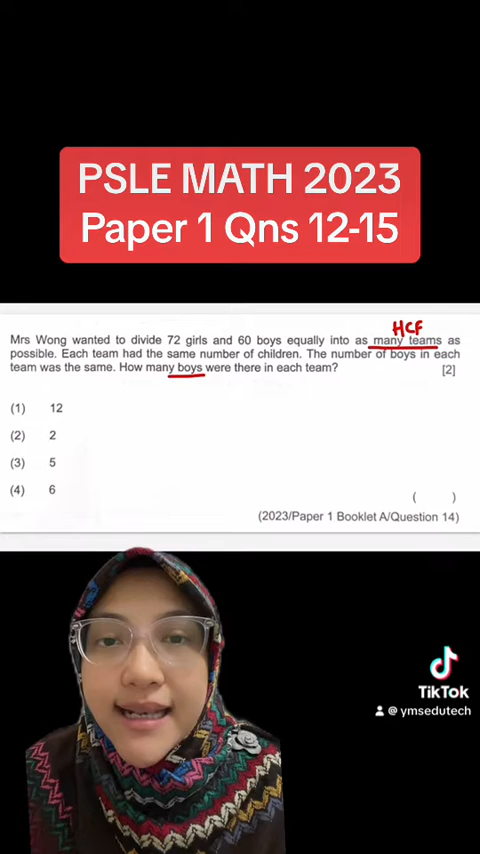 PSLE MATH 2023
Paper 1 Qns 12-15
HCF
Mrs Wong wanted to divide 72 girls and 60 boys equally into as many teams as
possible. Each team had the same number of children. The number of boys in each
team was the same. How many boys were there in each team? [2]
(1) 12
(2) 2
(3) 5
(4) 6
( )
(2023/Paper 1 Booklet A/Question 14)
TikTok
@ ymsedutech